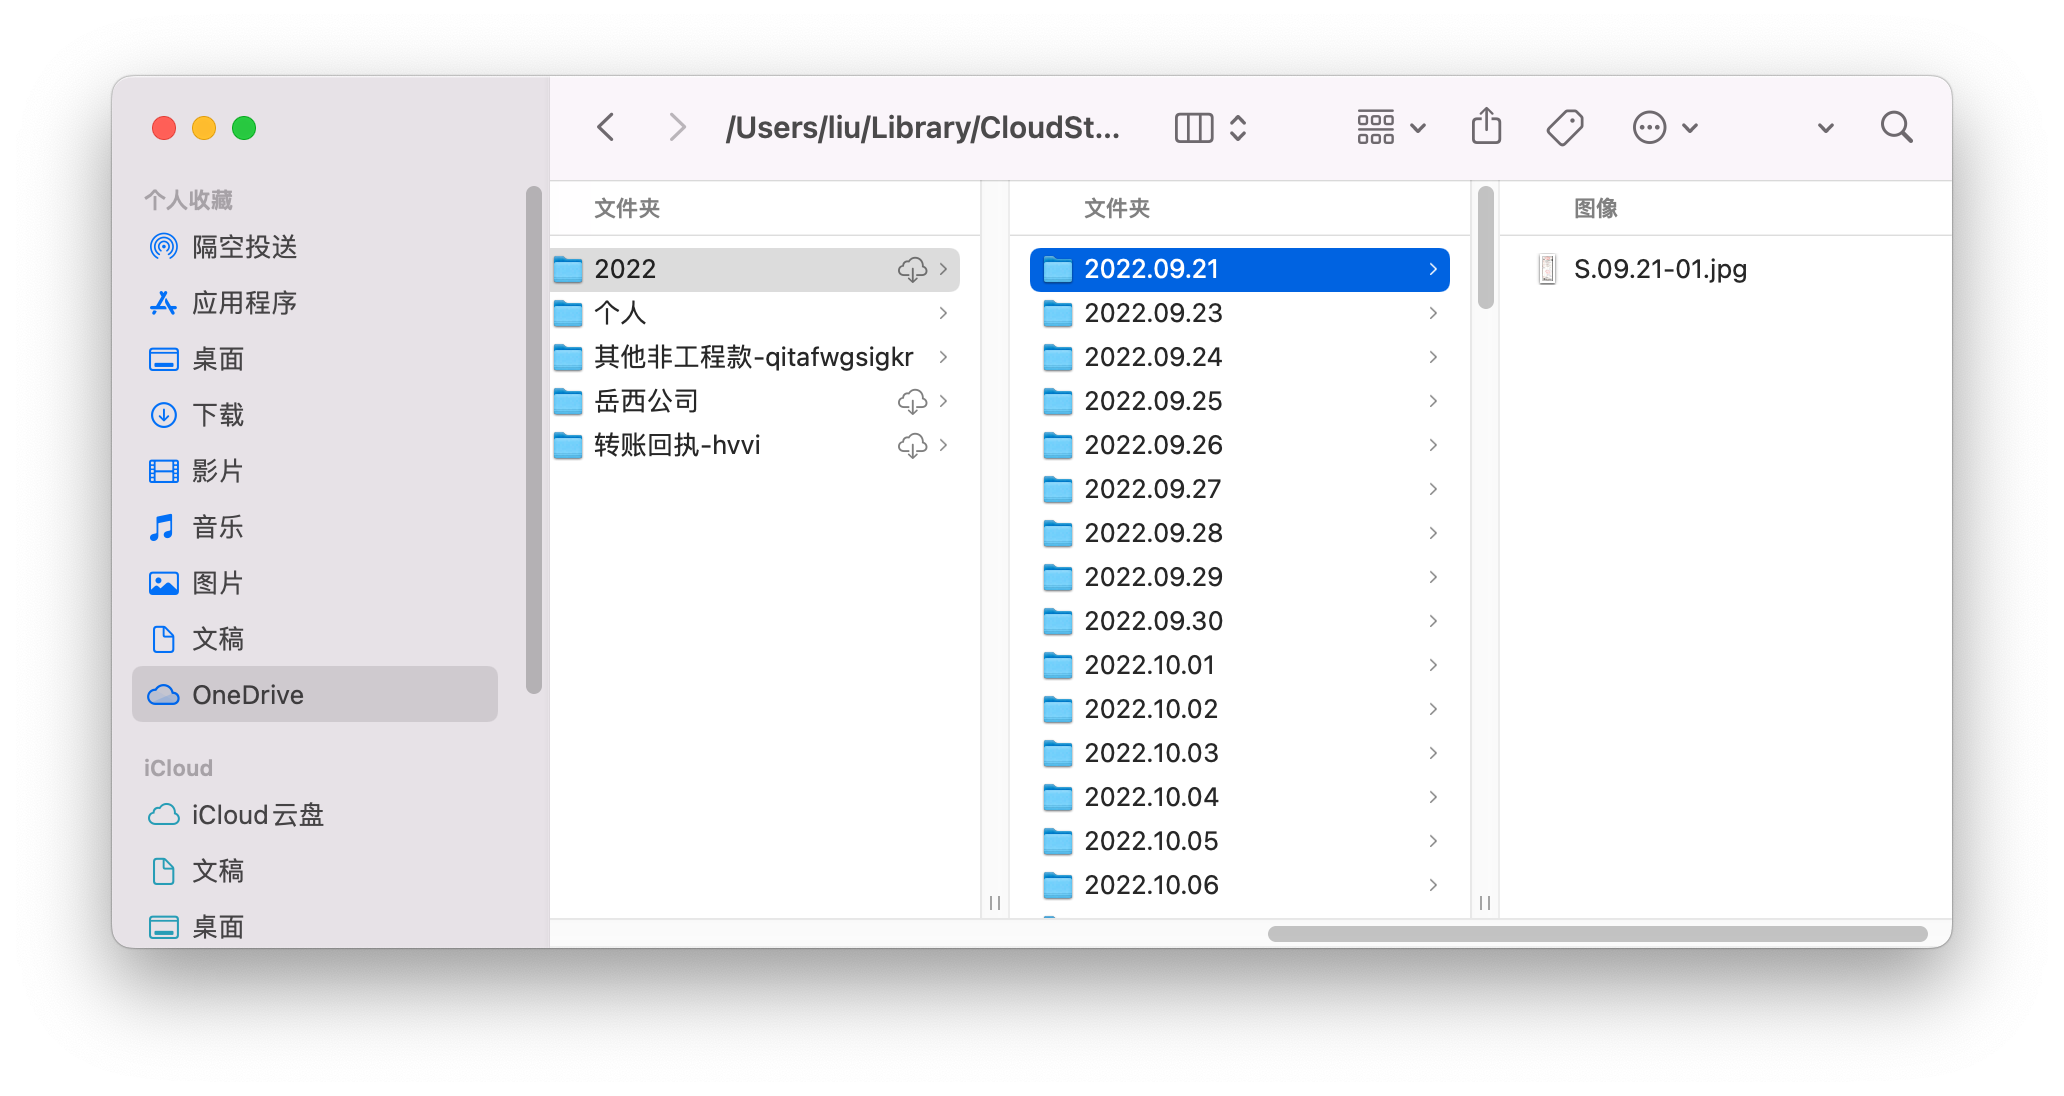 /Users/liu/Library/CloudSt...
个人收藏
隔空投送
应用程序
桌面
下载
影片
音乐
图片
文稿
OneDrive
iCloud
iCloud云盘
文稿
桌面
文件夹
2022
个人
其他非工程款-qitafwgsigkr
岳西公司
转账回执-hvvi
文件夹
2022.09.21
2022.09.23
2022.09.24
2022.09.25
2022.09.26
2022.09.27
2022.09.28
2022.09.29
2022.09.30
2022.10.01
2022.10.02
2022.10.03
2022.10.04
2022.10.05
2022.10.06
图像
S.09.21-01.jpg